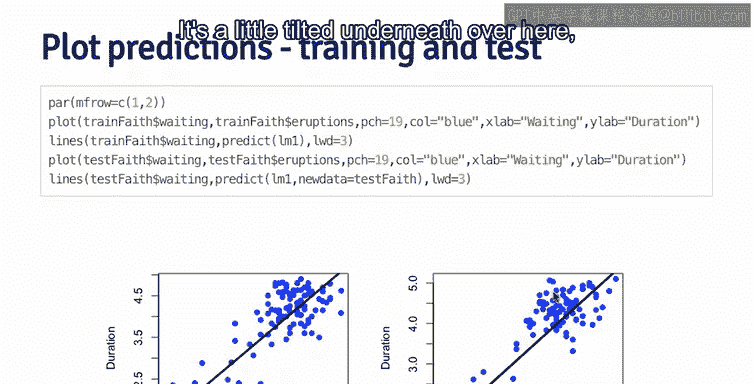 It's a little tilted underneath over here,
Plot predictions - training and test
par(mfrow=c(1,2))
plot(trainFaith$waiting,trainFaith$eruptions,pch=19,col="blue",xlab="Waiting",ylab="Duration")
lines(trainFaith$waiting,predict(lm1),lwd=3)
plot(testFaith$waiting,testFaith$eruptions,pch=19,col="blue",xlab="Waiting",ylab="Duration")
lines(testFaith$waiting,predict(lm1,newdata=testFaith),lwd=3)
Duration
4.5
3.5
2.5
Duration
5.0
4.0
3.0